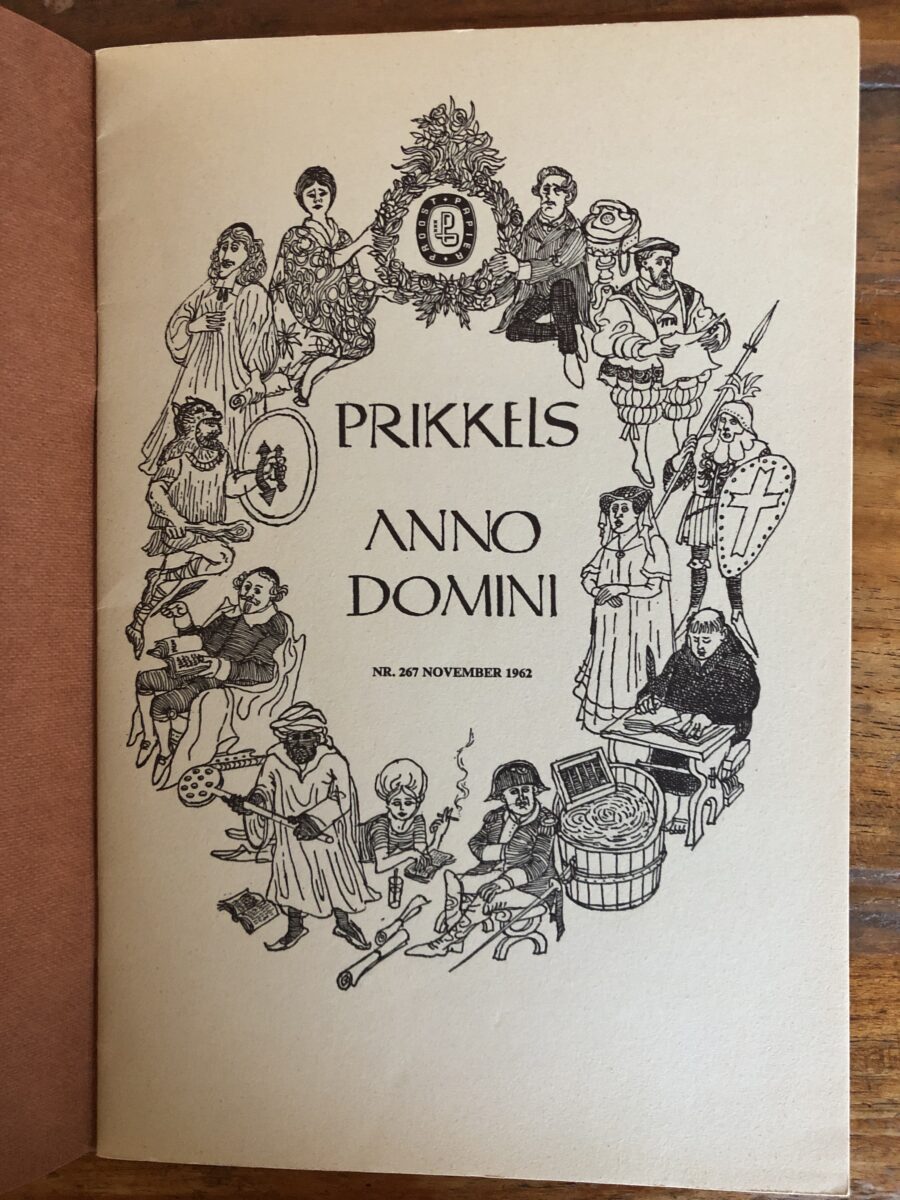 PROOST • PAPIER •
PRIKKELS
ANNO
DOMINI
NR. 267 NOVEMBER 1962